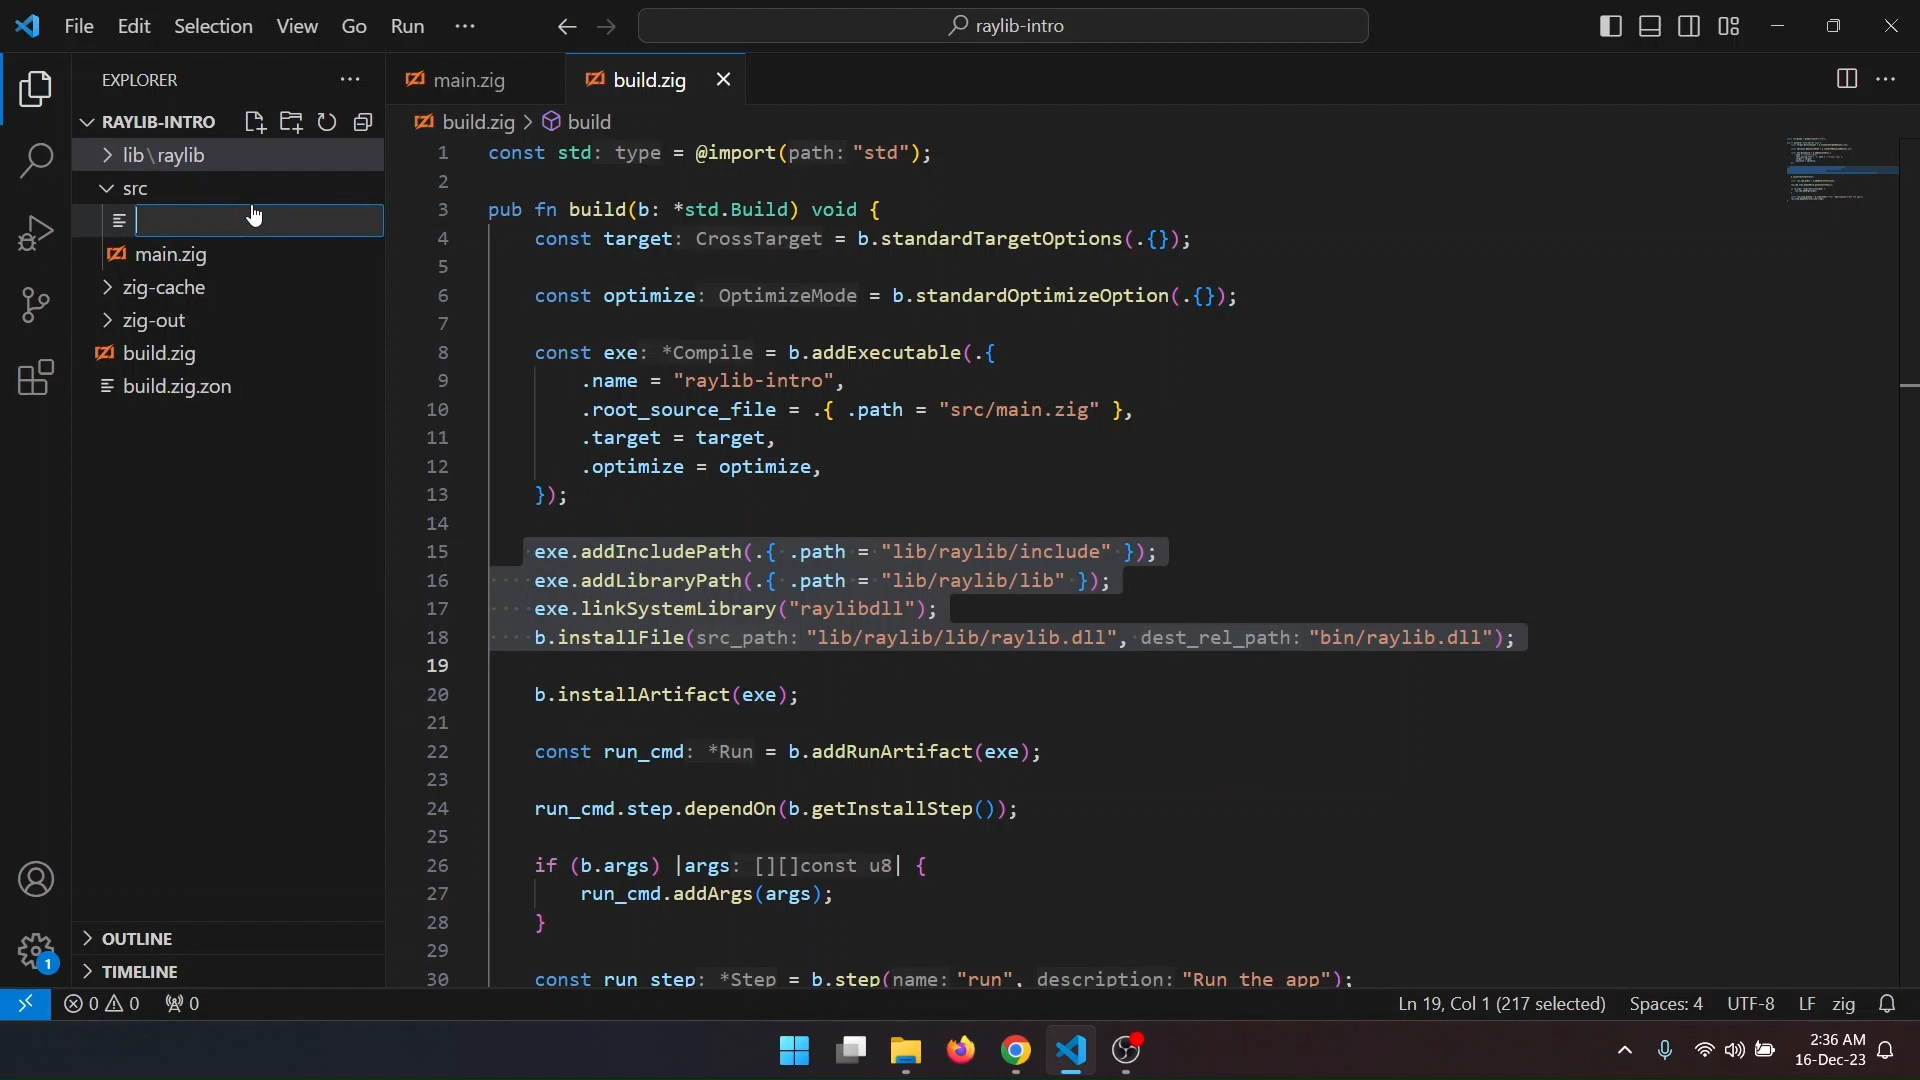 File Edit Selection View Go Run ··· raylib-intro
EXPLORER ···
main.zig build.zig
RAYLIB-INTRO
build.zig > build
lib\raylib
src
main.zig
zig-cache
zig-out
build.zig
build.zig.zon
OUTLINE
TIMELINE
1 const std: type = @import(path: "std");
2
3 pub fn build(b: *std.Build) void {
4 const target: CrossTarget = b.standardTargetOptions(.{});
5
6 const optimize: OptimizeMode = b.standardOptimizeOption(.{});
7
8 const exe: *Compile = b.addExecutable(.{
9 .name = "raylib-intro",
10 .root_source_file = .{ .path = "src/main.zig" },
11 .target = target,
12 .optimize = optimize,
13 });
14
15 exe.addIncludePath(.{ .path = "lib/raylib/include" });
16 exe.addLibraryPath(.{ .path = "lib/raylib/lib" });
17 exe.linkSystemLibrary("raylibdll");
18 b.installFile(src_path: "lib/raylib/lib/raylib.dll", dest_rel_path: "bin/raylib.dll");
19
20 b.installArtifact(exe);
21
22 const run_cmd: *Run = b.addRunArtifact(exe);
23
24 run_cmd.step.dependOn(b.getInstallStep());
25
26 if (b.args) |args: [][]const u8| {
27 run_cmd.addArgs(args);
28 }
29
30 const run_step: *Step = b.step(name: "run", description: "Run the app");
1
0 0 0 Ln 19, Col 1 (217 selected) Spaces: 4 UTF-8 LF zig
2:36 AM
16-Dec-23